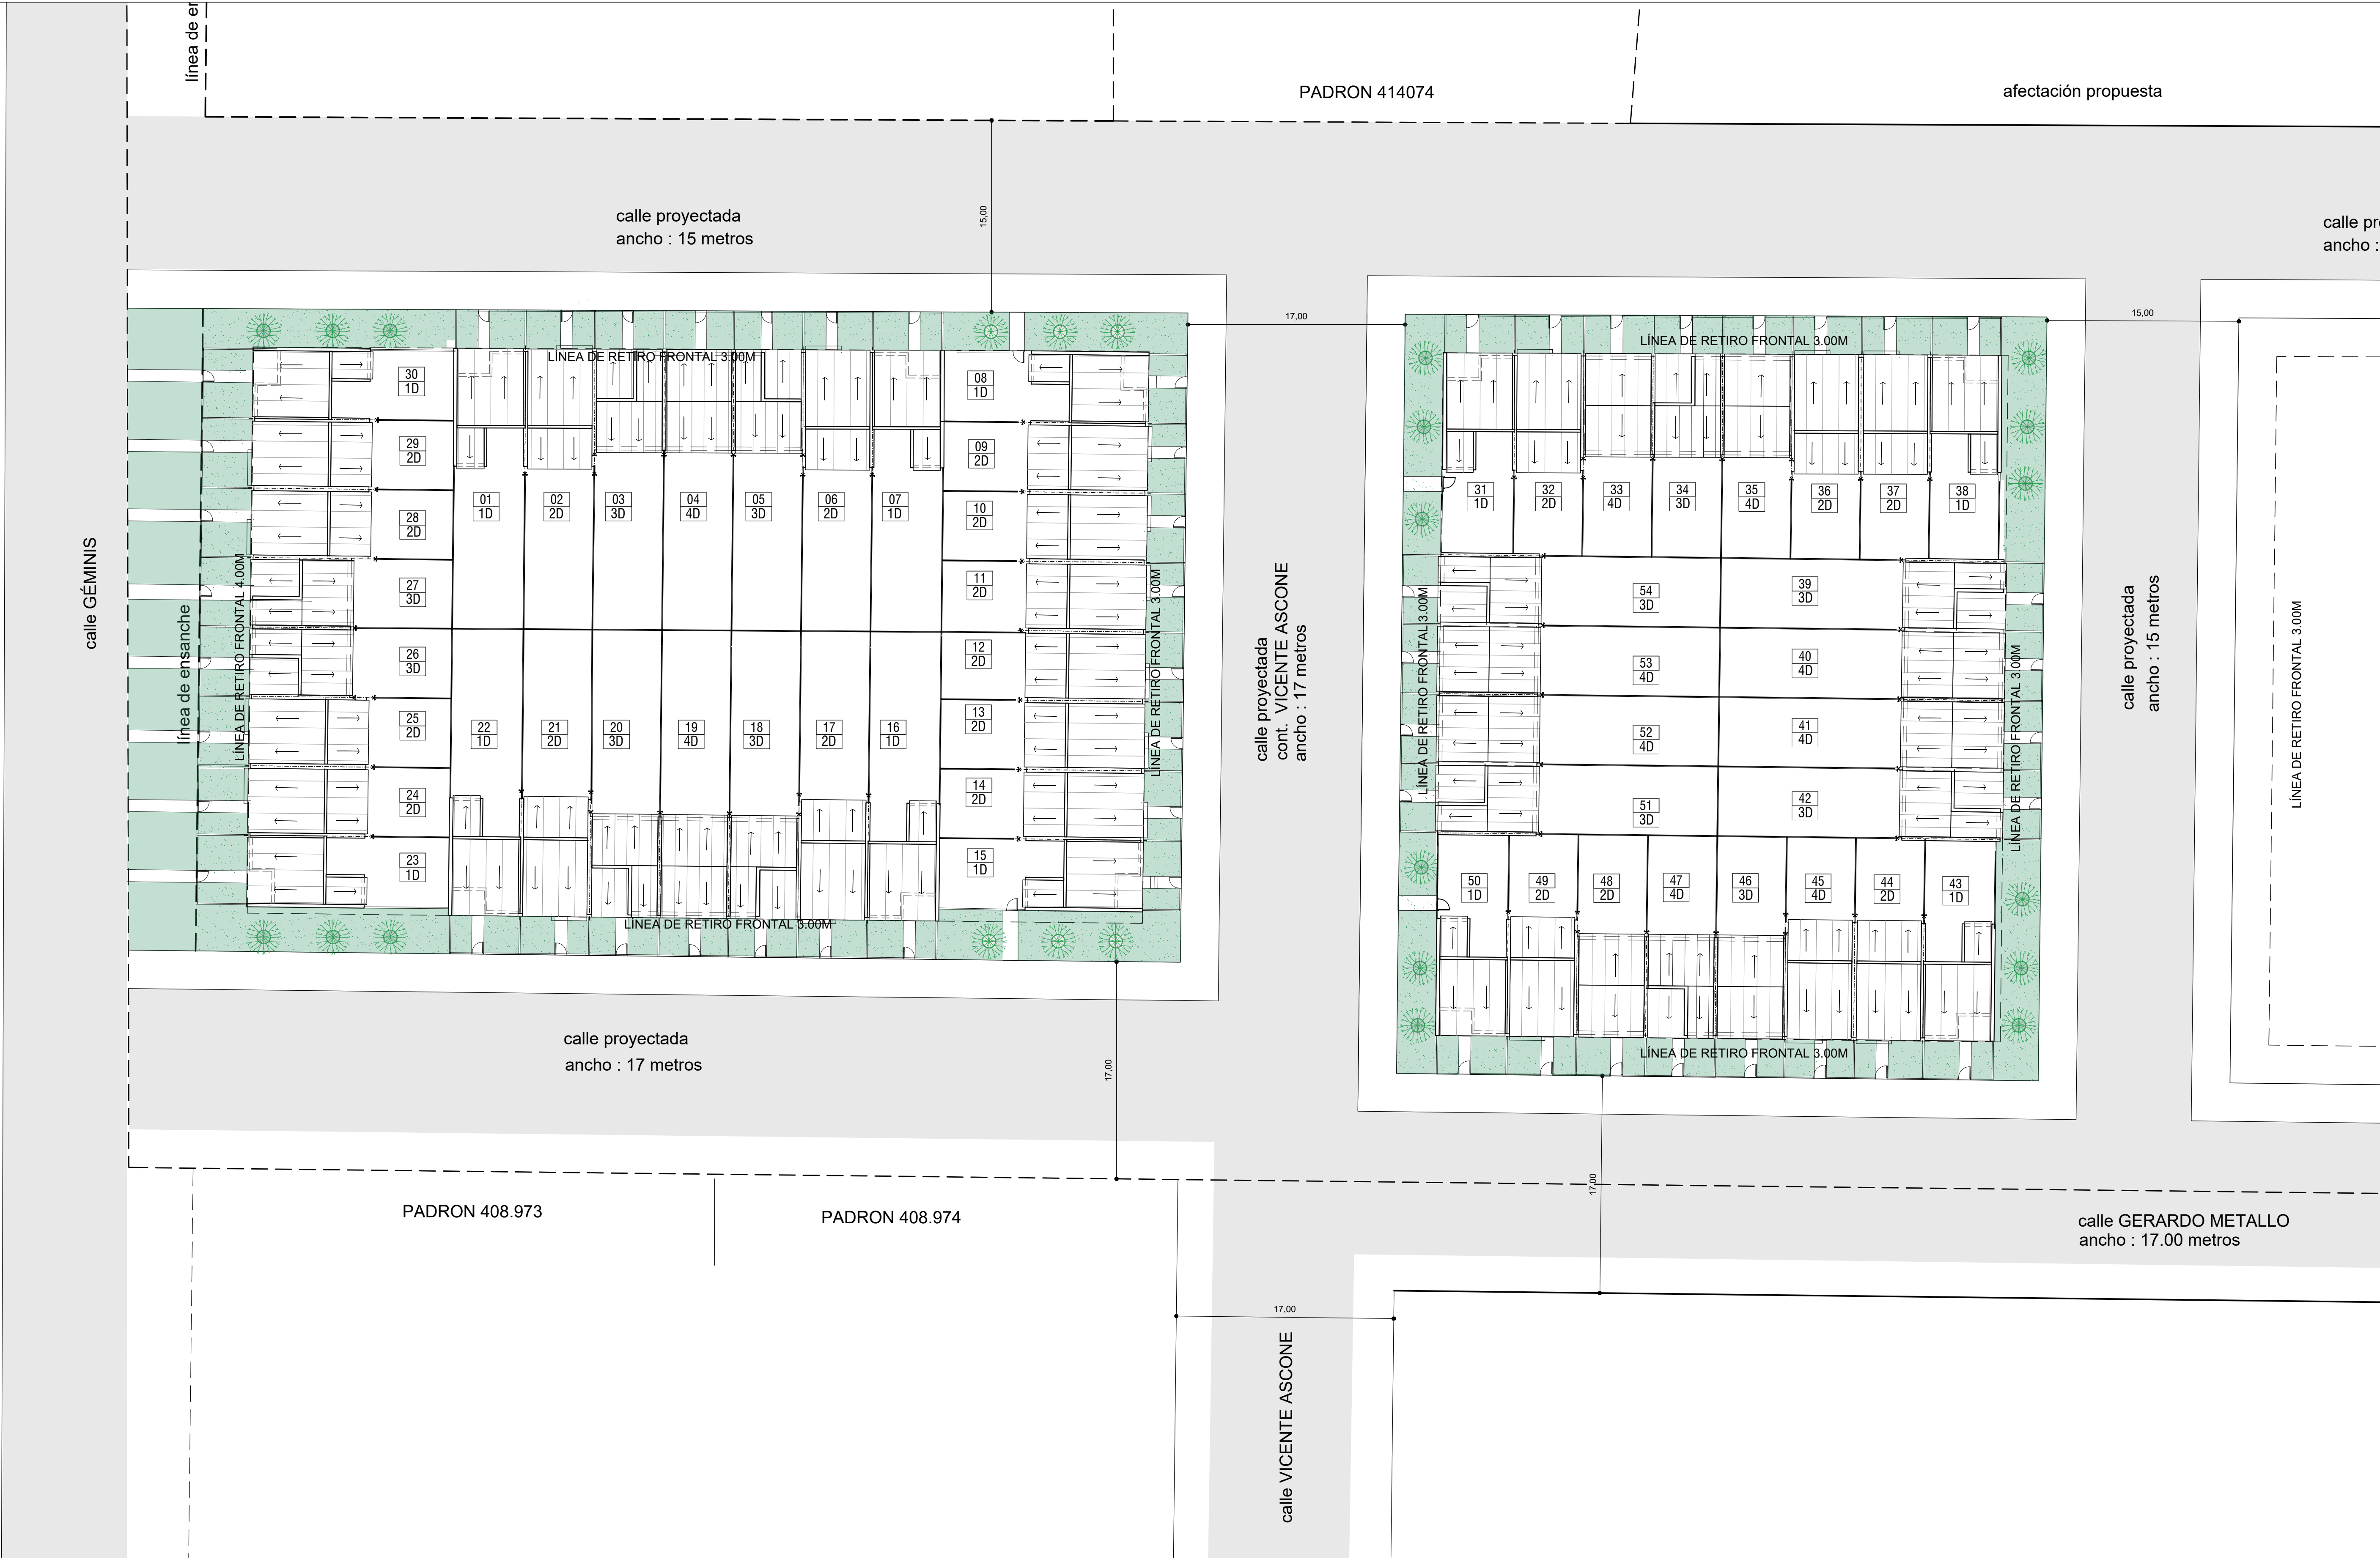 línea de en
PADRON 414074
afectación propuesta
calle proyectada
ancho : 15 metros
15,00
calle pr
ancho :
17,00
15,00
LÍNEA DE RETIRO FRONTAL 3.00M
LÍNEA DE RETIRO FRONTAL 3.00M
30
1D
08
1D
29
2D
09
2D
01
1D
02
2D
03
3D
04
4D
05
3D
06
2D
07
1D
28
2D
10
2D
27
3D
11
2D
26
3D
12
2D
25
2D
13
2D
22
1D
21
2D
20
3D
19
4D
18
3D
17
2D
16
1D
24
2D
14
2D
23
1D
15
1D
calle GÉMINIS
línea de ensanche
LÍNEA DE RETIRO FRONTAL 4.00M
LÍNEA DE RETIRO FRONTAL 3.00M
LÍNEA DE RETIRO FRONTAL 3.00M
calle proyectada
cont. VICENTE ASCONE
ancho : 17 metros
31
1D
32
2D
33
4D
34
3D
35
4D
36
2D
37
2D
38
1D
54
3D
39
3D
53
4D
40
4D
52
4D
41
4D
51
3D
42
3D
50
1D
49
2D
48
2D
47
4D
46
3D
45
4D
44
2D
43
1D
LÍNEA DE RETIRO FRONTAL 3.00M
LÍNEA DE RETIRO FRONTAL 3.00M
LÍNEA DE RETIRO FRONTAL 3.00M
calle proyectada
ancho : 15 metros
LÍNEA DE RETIRO FRONTAL 3.00M
calle proyectada
ancho : 17 metros
17,00
17,00
PADRON 408.973
PADRON 408.974
calle GERARDO METALLO
ancho : 17.00 metros
17,00
calle VICENTE ASCONE